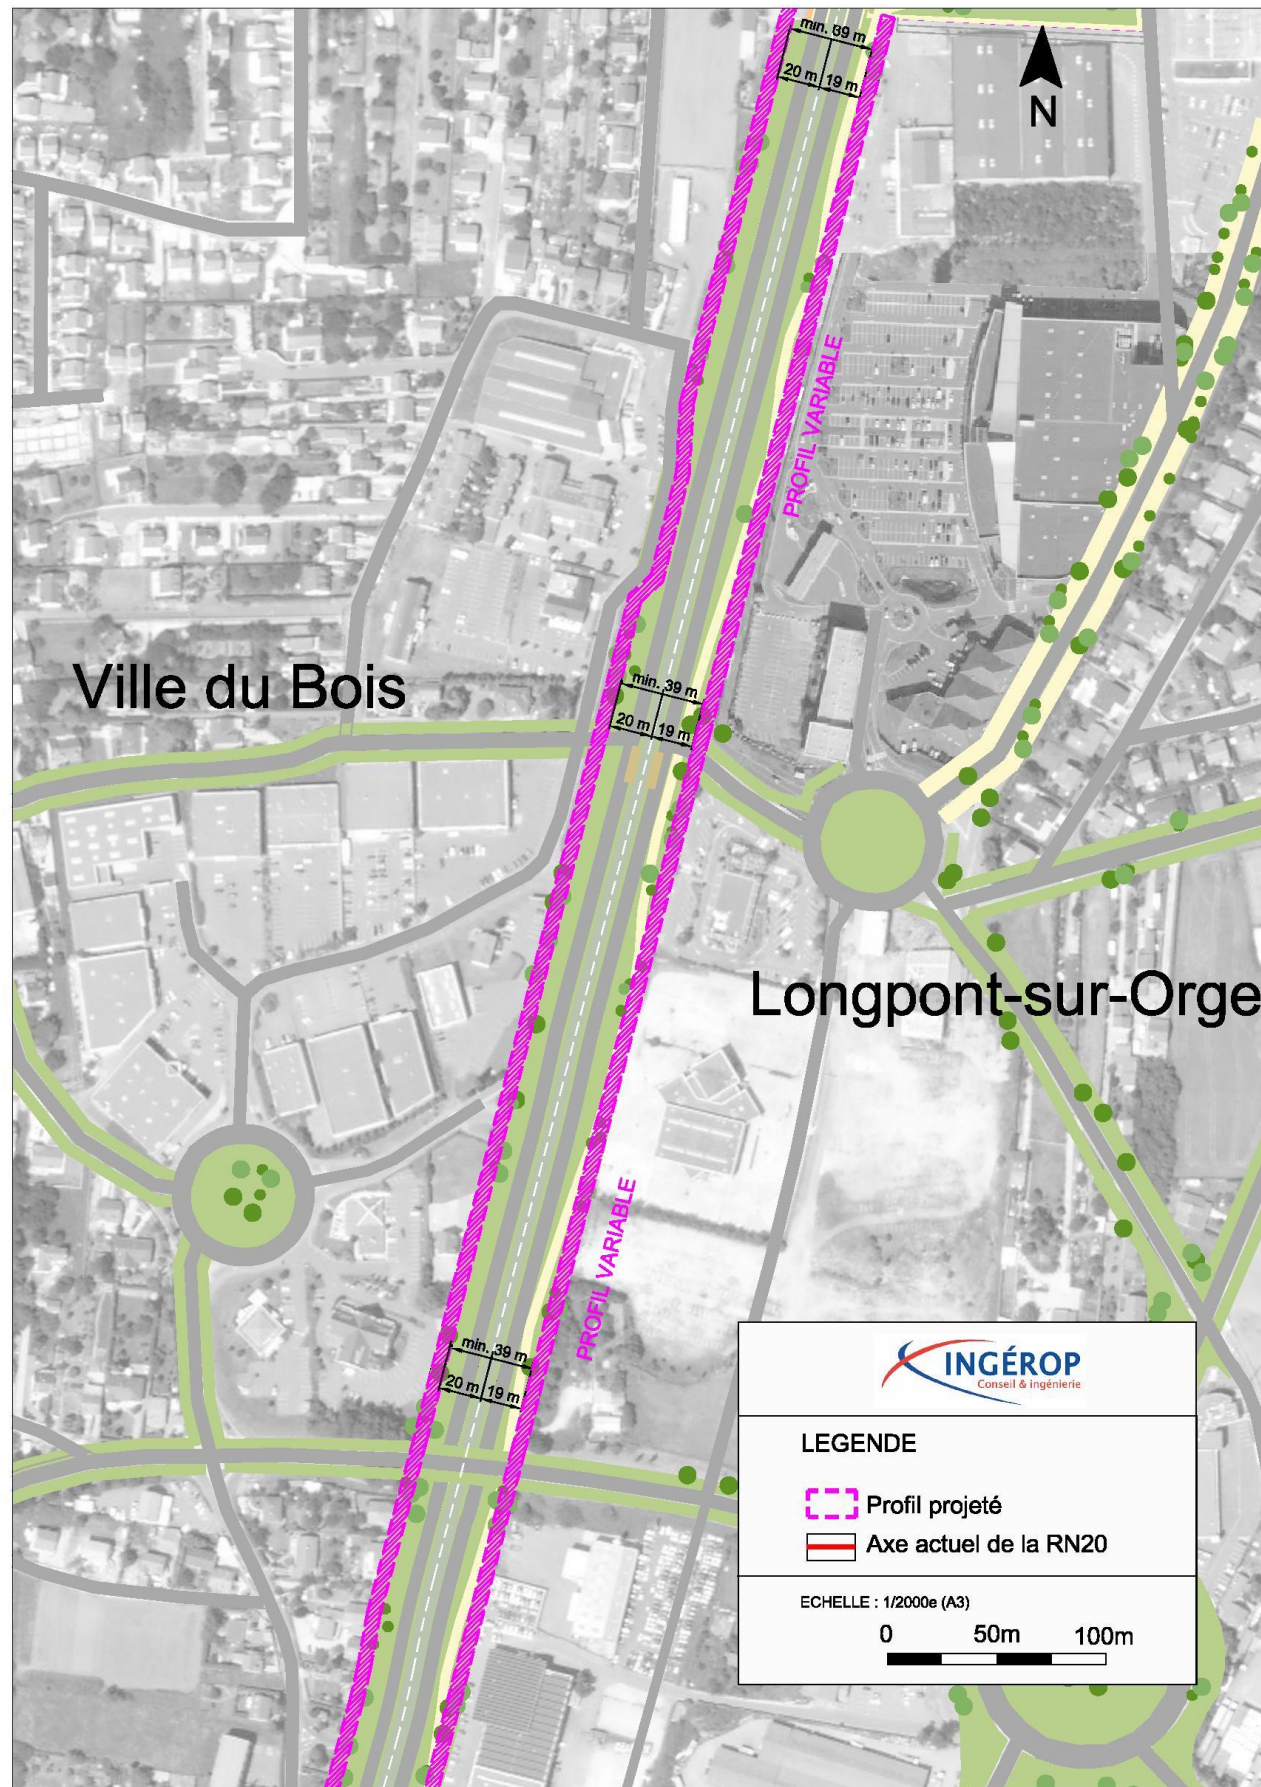 min. 39 m
20 m 19 m
N
PROFIL VARIABLE
Ville du Bois
min. 39 m
20 m 19 m
Longpont-sur-Orge
PROFIL VARIABLE
min. 39 m
20 m 19 m
INGÉROP
Conseil & ingénierie
LEGENDE
Profil projeté
Axe actuel de la RN20
ECHELLE : 1/2000e (A3)
0 50m 100m